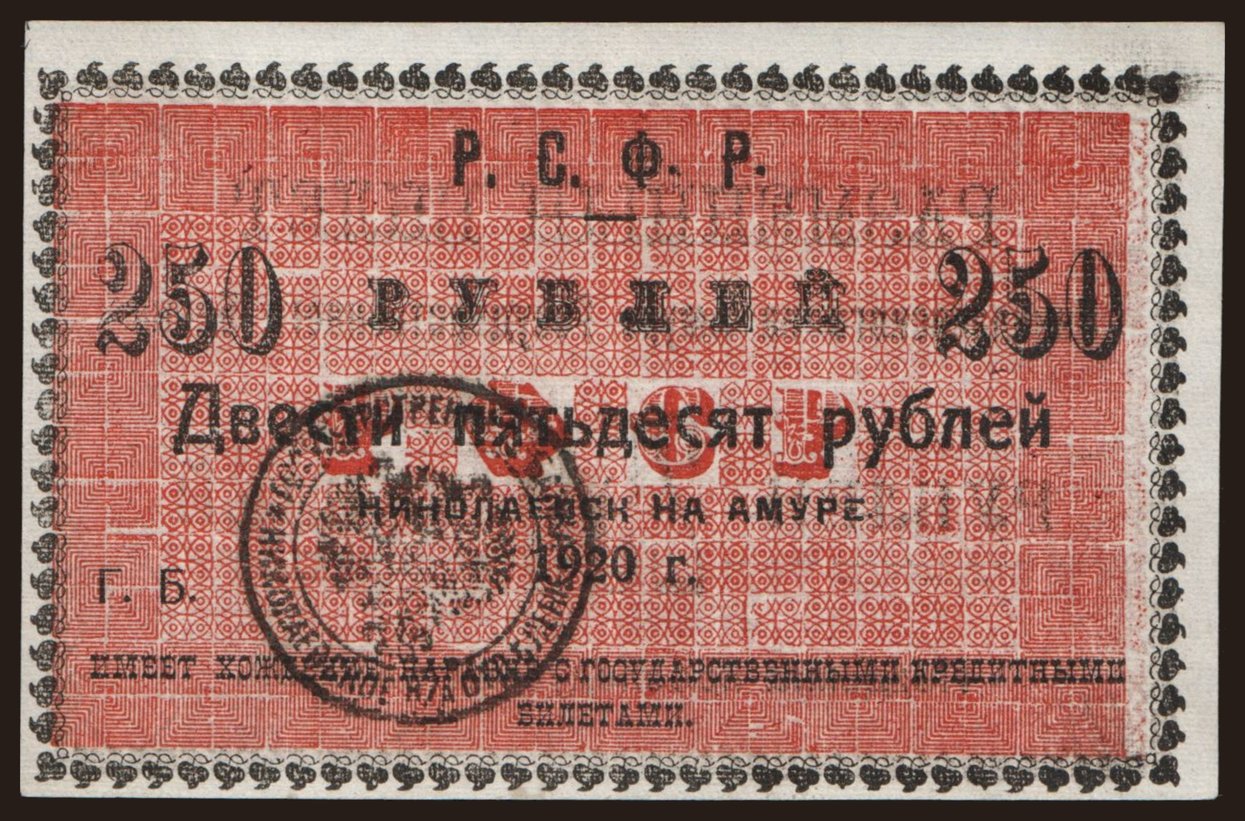 Р. С. Ф. Р.
250 РУБЛЕЙ 250
Двести пятьдесят рублей
НИКОЛАЕВСК НА АМУРЕ
1920 г.
Г. Б.
ИМЕЕТ ХОЖДЕНИЕ НАРАВНЕ С ГОСУДАРСТВЕННЫМИ КРЕДИТНЫМИ
БИЛЕТАМИ.